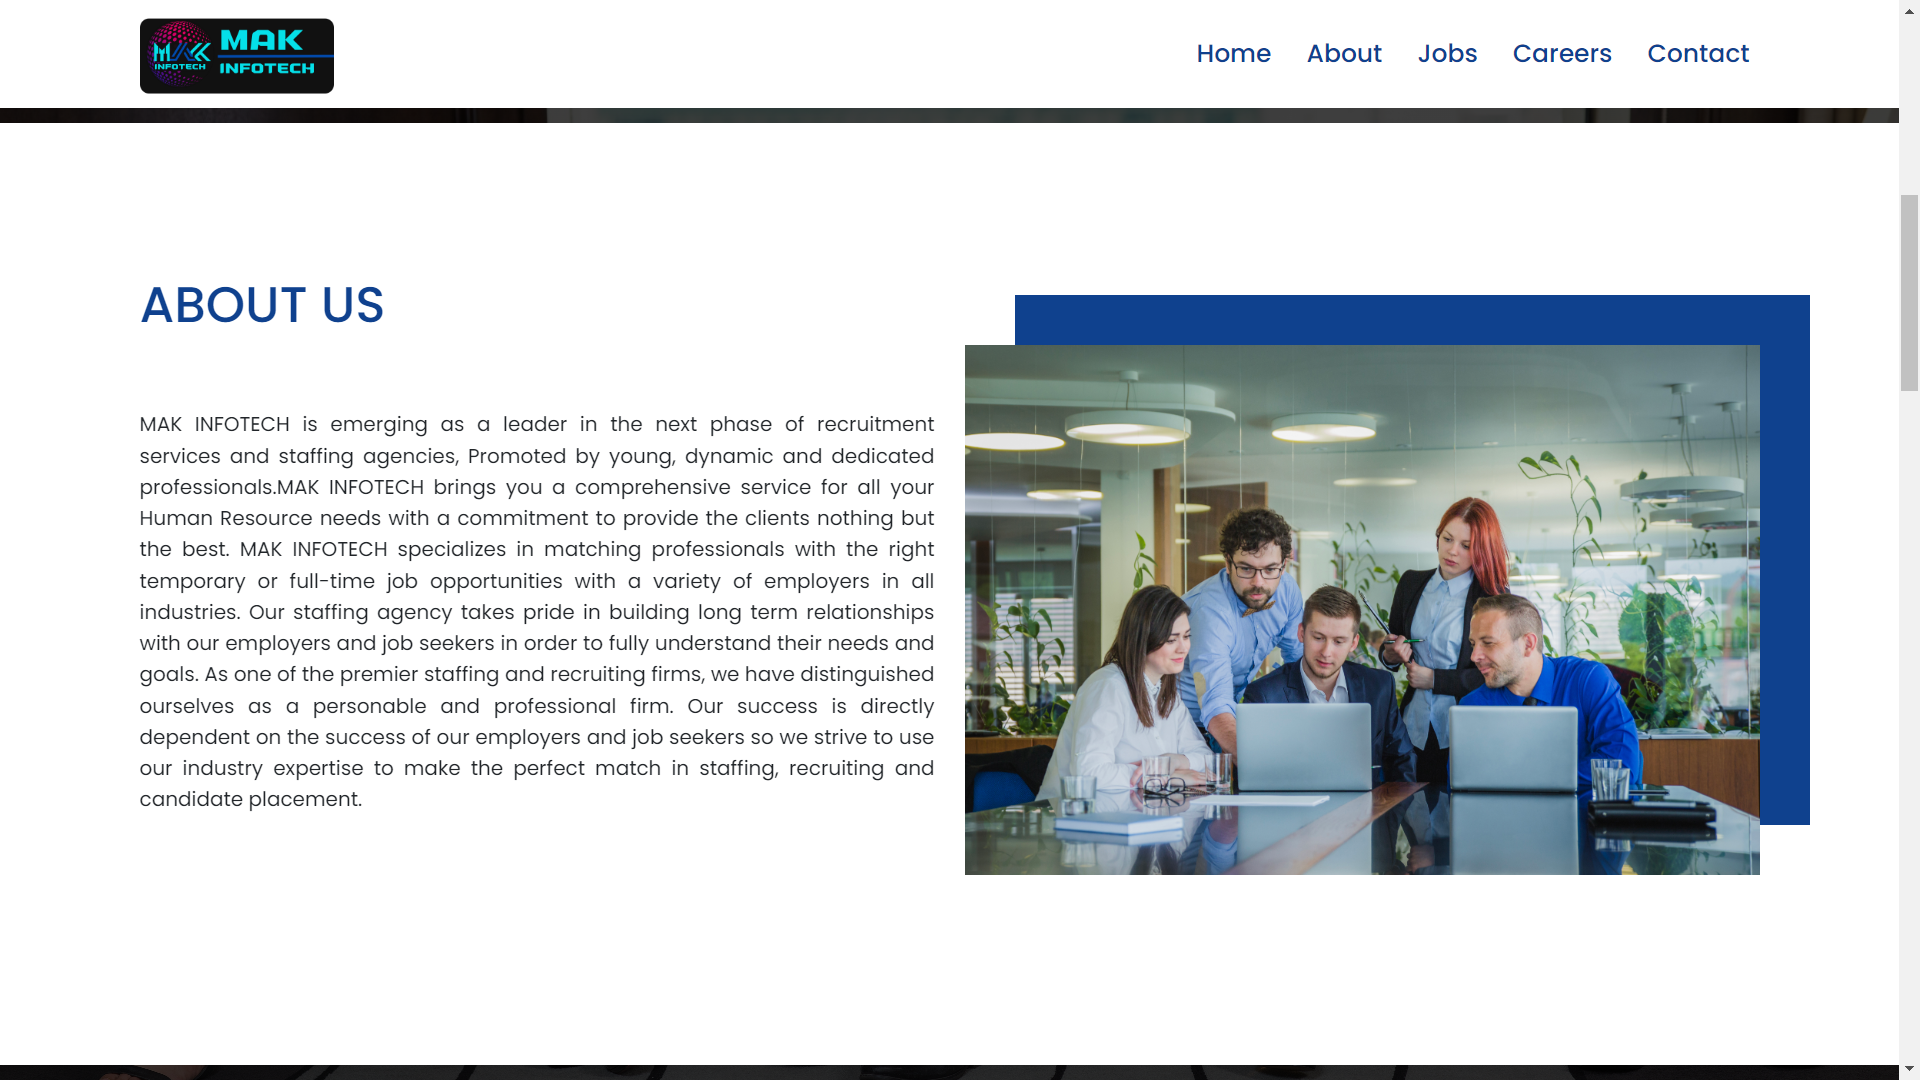 MAK
INFOTECH
MAK
INFOTECH
Home About Jobs Careers Contact
ABOUT US
MAK INFOTECH is emerging as a leader in the next phase of recruitment
services and staffing agencies, Promoted by young, dynamic and dedicated
professionals.MAK INFOTECH brings you a comprehensive service for all your
Human Resource needs with a commitment to provide the clients nothing but
the best. MAK INFOTECH specializes in matching professionals with the right
temporary or full-time job opportunities with a variety of employers in all
industries. Our staffing agency takes pride in building long term relationships
with our employers and job seekers in order to fully understand their needs and
goals. As one of the premier staffing and recruiting firms, we have distinguished
ourselves as a personable and professional firm. Our success is directly
dependent on the success of our employers and job seekers so we strive to use
our industry expertise to make the perfect match in staffing, recruiting and
candidate placement.